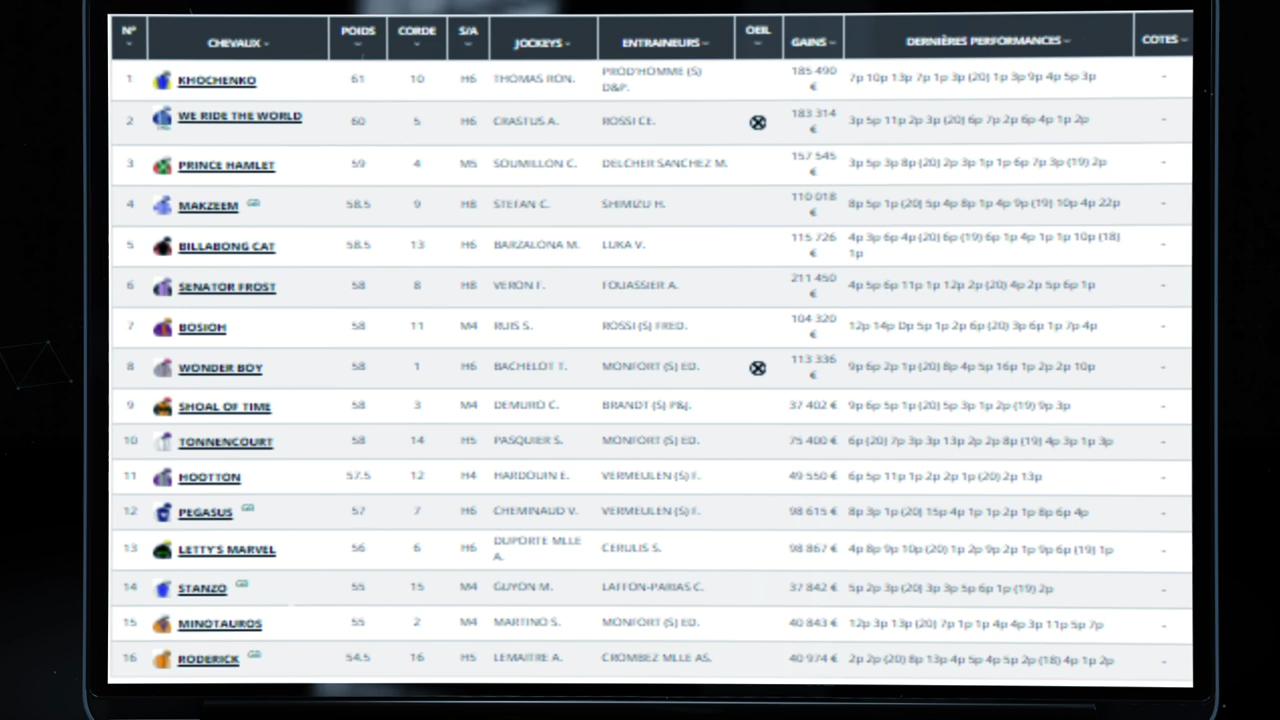 N° CHEVAUX POIDS CORDE S/A JOCKEYS ENTRAINEURS OEIL GAINS DERNIÈRES PERFORMANCES COTES
1 KHOCHENKO 61 10 H6 THOMAS RON. PROD'HOMME (S) D&P. 185 490 € 7p 10p 13p 7p 1p 3p (20) 1p 3p 9p 4p 5p 3p -
2 WE RIDE THE WORLD 60 5 H6 CRASTUS A. ROSSI CE. 183 314 € 3p 5p 11p 2p 3p (20) 6p 7p 2p 6p 4p 1p 2p -
3 PRINCE HAMLET 59 4 M5 SOUMILLON C. DELCHER SANCHEZ M. 157 545 € 3p 5p 3p 8p (20) 2p 3p 1p 1p 6p 7p 3p (19) 2p -
4 MAKZEEM GB 58.5 9 H8 STEFAN C. SHIMIZU H. 110 018 € 8p 5p 1p (20) 5p 4p 8p 1p 4p 9p (19) 10p 4p 22p -
5 BILLABONG CAT 58.5 13 H6 BARZALONA M. LUKA V. 115 726 € 4p 3p 6p 4p (20) 6p (19) 6p 1p 4p 1p 1p 10p (18) 1p -
6 SENATOR FROST 58 8 H8 VERON F. FOUASSIER A. 211 450 € 4p 5p 6p 11p 1p 12p 2p (20) 4p 2p 5p 6p 1p -
7 BOSIOH 58 11 M4 RUIS S. ROSSI (S) FRED. 104 320 € 12p 14p Dp 5p 1p 2p 6p (20) 3p 6p 1p 7p 4p -
8 WONDER BOY 58 1 H6 BACHELOT T. MONFORT (S) ED. 113 336 € 9p 6p 2p 1p (20) 8p 4p 5p 16p 1p 2p 2p 10p -
9 SHOAL OF TIME 58 3 M4 DEMURO C. BRANDT (S) P&J. 37 402 € 9p 6p 5p 1p (20) 5p 3p 1p 2p (19) 9p 3p -
10 TONNENCOURT 58 14 H5 PASQUIER S. MONFORT (S) ED. 75 400 € 6p (20) 7p 3p 3p 13p 2p 2p 8p (19) 4p 3p 1p 3p -
11 HOOTTON 57.5 12 H4 HARDOUIN E. VERMEULEN (S) F. 49 550 € 6p 5p 11p 1p 2p 2p 1p (20) 2p 13p -
12 PEGASUS GB 57 7 H6 CHEMINAUD V. VERMEULEN (S) F. 98 615 € 8p 3p 1p (20) 15p 4p 1p 1p 2p 1p 8p 6p 4p -
13 LETTY'S MARVEL 56 6 H6 DUPORTE MLLE A. CERULIS S. 98 867 € 4p 8p 9p 10p (20) 1p 2p 9p 2p 1p 9p 6p (19) 1p -
14 STANZO GB 55 15 M4 GUYON M. LAFFON-PARIAS C. 37 842 € 5p 2p 3p (20) 3p 3p 5p 6p 1p (19) 2p -
15 MINOTAUROS 55 2 M4 MARTINO S. MONFORT (S) ED. 40 843 € 12p 3p 13p (20) 7p 1p 1p 4p 4p 3p 11p 5p 7p -
16 RODERICK GB 54.5 16 H5 LEMAITRE A. CROMBEZ MLLE AS. 40 974 € 2p 2p (20) 8p 13p 4p 5p 4p 5p 2p (18) 4p 1p 2p -